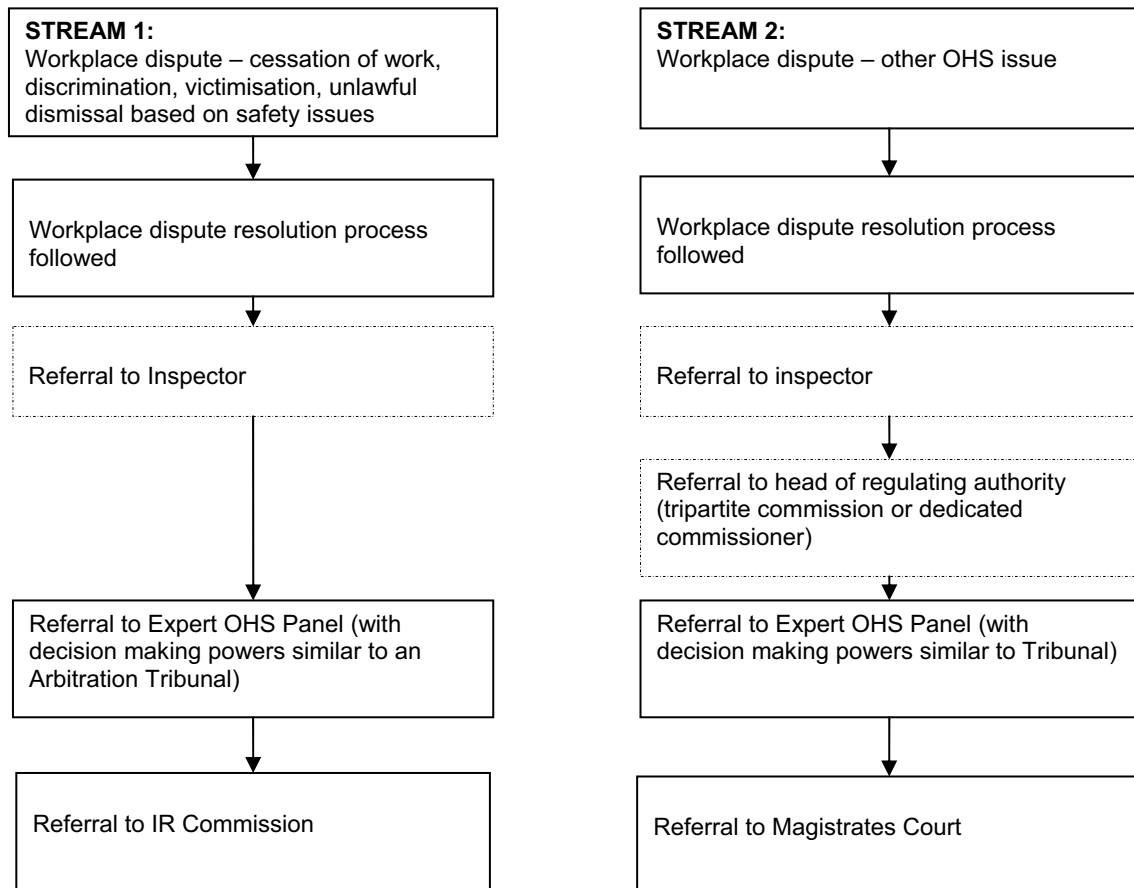 STREAM 1:
Workplace dispute – cessation of work,
discrimination, victimisation, unlawful
dismissal based on safety issues
Workplace dispute resolution process
followed
Referral to Inspector
Referral to Expert OHS Panel (with
decision making powers similar to an
Arbitration Tribunal)
Referral to IR Commission
STREAM 2:
Workplace dispute – other OHS issue
Workplace dispute resolution process
followed
Referral to inspector
Referral to head of regulating authority
(tripartite commission or dedicated
commissioner)
Referral to Expert OHS Panel (with
decision making powers similar to Tribunal)
Referral to Magistrates Court